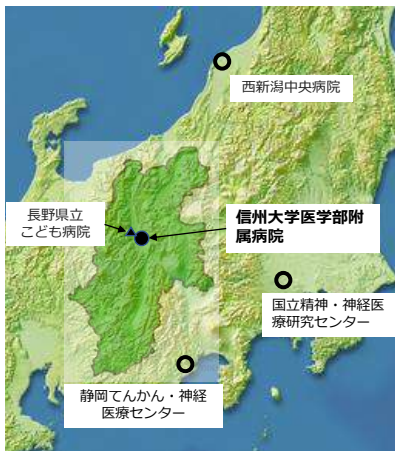 西新潟中央病院
長野県立
こども病院
信州大学医学部附
属病院
国立精神・神経医
療研究センター
静岡てんかん・神経
医療センター